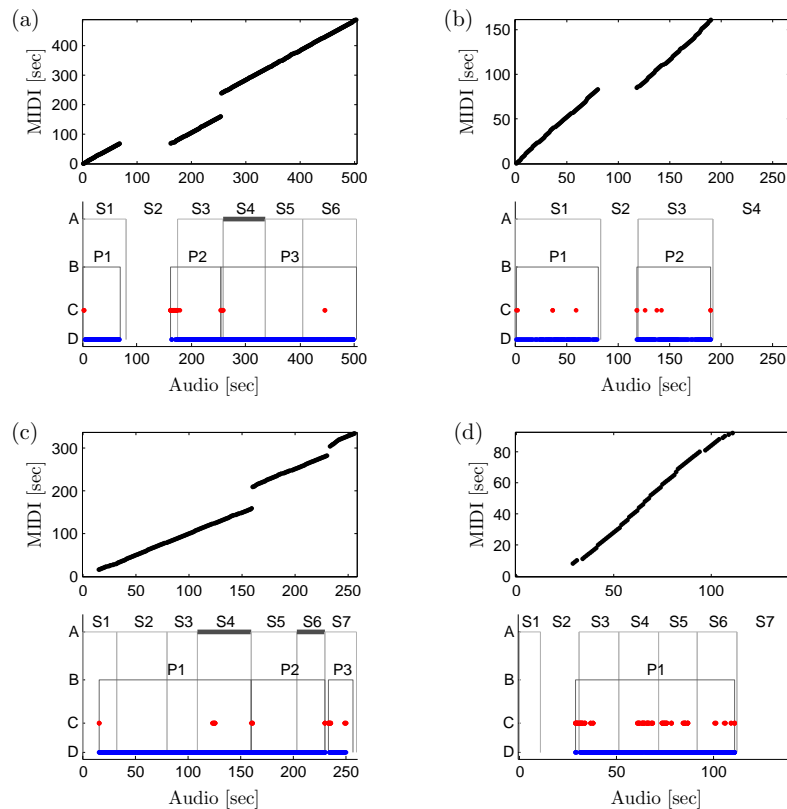 (a)
MIDI [sec]
400
300
200
100
0
0 100 200 300 400 500
S1 S2 S3 S4 S5 S6
A
P1 P2 P3
B
C
D
0 100 200 300 400 500
Audio [sec]
(b)
MIDI [sec]
150
100
50
0
0 50 100 150 200 250
S1 S2 S3 S4
A
P1 P2
B
C
D
0 50 100 150 200 250
Audio [sec]
(c)
MIDI [sec]
300
200
100
0
0 50 100 150 200 250
S1 S2 S3 S4 S5 S6 S7
A
P1 P2 P3
B
C
D
0 50 100 150 200 250
Audio [sec]
(d)
MIDI [sec]
80
60
40
20
0
0 50 100
S1 S2 S3 S4 S5 S6 S7
A
P1
B
C
D
0 50 100
Audio [sec]